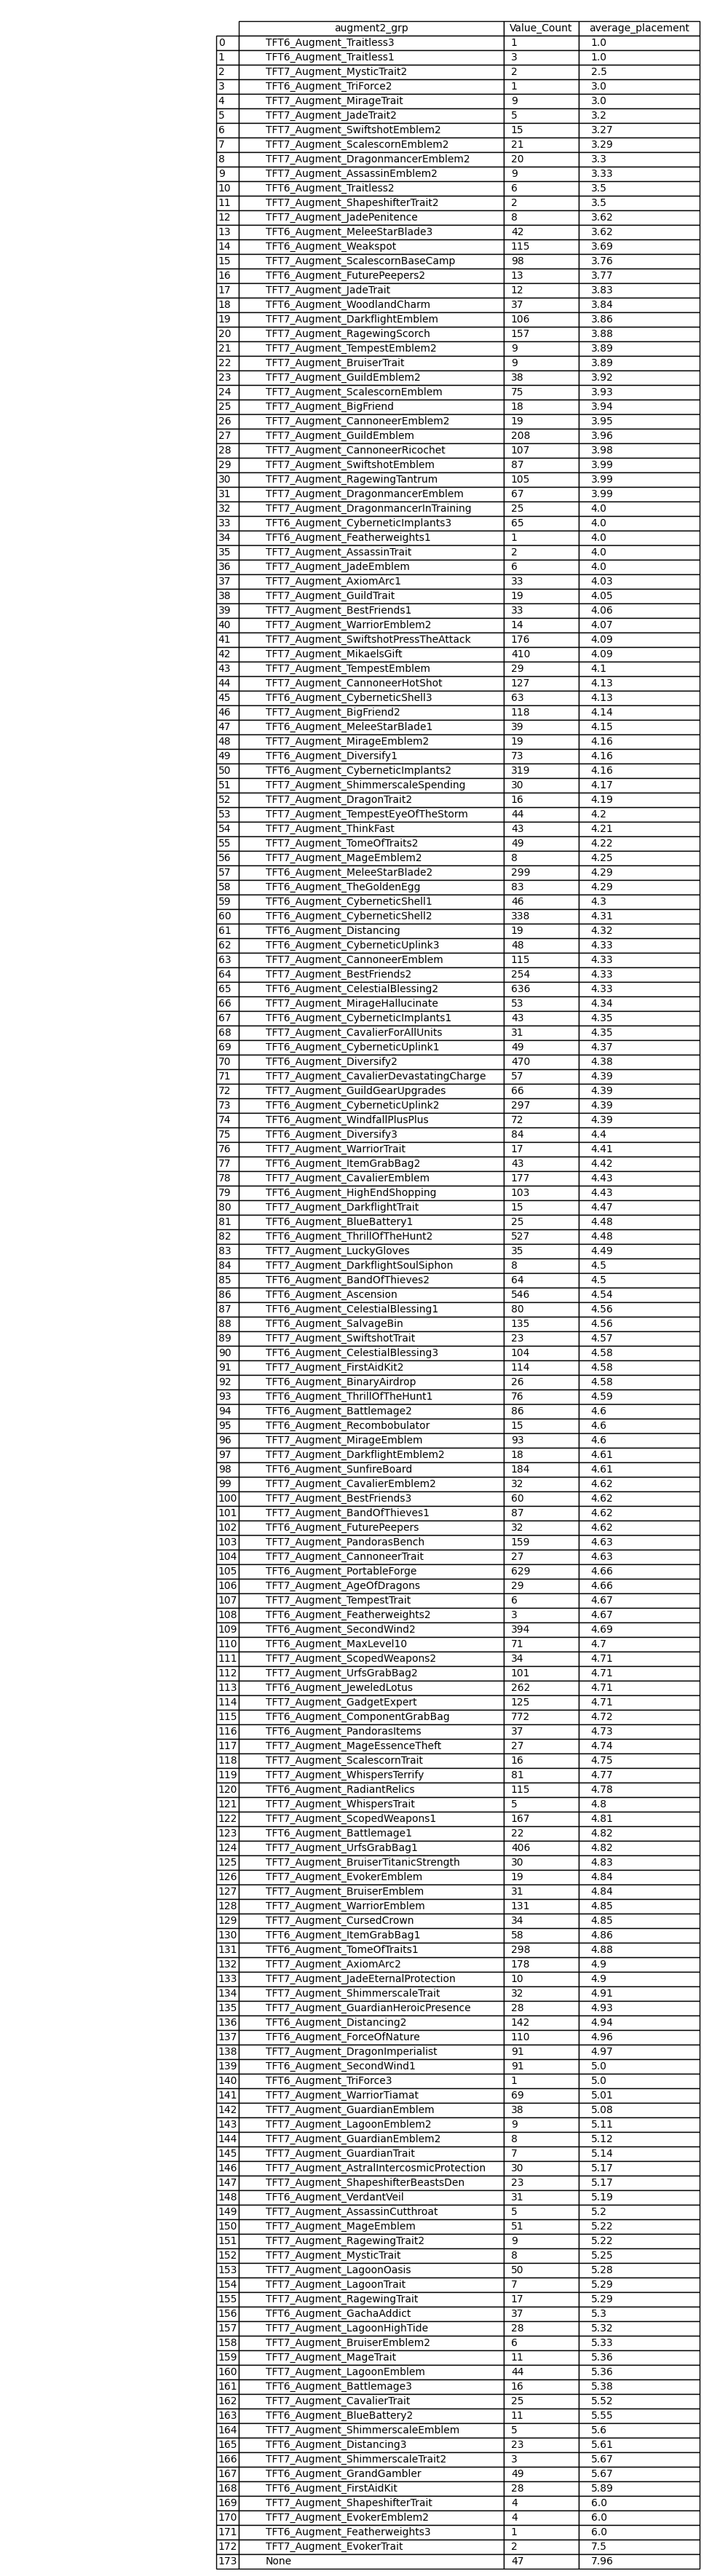 augment2_grp Value_Count average_placement
0 TFT6_Augment_Traitless3 1 1.0
1 TFT6_Augment_Traitless1 3 1.0
2 TFT7_Augment_MysticTrait2 2 2.5
3 TFT6_Augment_TriForce2 1 3.0
4 TFT7_Augment_MirageTrait 9 3.0
5 TFT7_Augment_JadeTrait2 5 3.2
6 TFT7_Augment_SwiftshotEmblem2 15 3.27
7 TFT7_Augment_ScalescornEmblem2 21 3.29
8 TFT7_Augment_DragonmancerEmblem2 20 3.3
9 TFT7_Augment_AssassinEmblem2 9 3.33
10 TFT6_Augment_Traitless2 6 3.5
11 TFT7_Augment_ShapeshifterTrait2 2 3.5
12 TFT7_Augment_JadePenitence 8 3.62
13 TFT6_Augment_MeleeStarBlade3 42 3.62
14 TFT6_Augment_Weakspot 115 3.69
15 TFT7_Augment_ScalescornBaseCamp 98 3.76
16 TFT6_Augment_FuturePeepers2 13 3.77
17 TFT7_Augment_JadeTrait 12 3.83
18 TFT6_Augment_WoodlandCharm 37 3.84
19 TFT7_Augment_DarkflightEmblem 106 3.86
20 TFT7_Augment_RagewingScorch 157 3.88
21 TFT7_Augment_TempestEmblem2 9 3.89
22 TFT7_Augment_BruiserTrait 9 3.89
23 TFT7_Augment_GuildEmblem2 38 3.92
24 TFT7_Augment_ScalescornEmblem 75 3.93
25 TFT7_Augment_BigFriend 18 3.94
26 TFT7_Augment_CannoneerEmblem2 19 3.95
27 TFT7_Augment_GuildEmblem 208 3.96
28 TFT7_Augment_CannoneerRicochet 107 3.98
29 TFT7_Augment_SwiftshotEmblem 87 3.99
30 TFT7_Augment_RagewingTantrum 105 3.99
31 TFT7_Augment_DragonmancerEmblem 67 3.99
32 TFT7_Augment_DragonmancerInTraining 25 4.0
33 TFT6_Augment_CyberneticImplants3 65 4.0
34 TFT6_Augment_Featherweights1 1 4.0
35 TFT7_Augment_AssassinTrait 2 4.0
36 TFT7_Augment_JadeEmblem 6 4.0
37 TFT7_Augment_AxiomArc1 33 4.03
38 TFT7_Augment_GuildTrait 19 4.05
39 TFT7_Augment_BestFriends1 33 4.06
40 TFT7_Augment_WarriorEmblem2 14 4.07
41 TFT7_Augment_SwiftshotPressTheAttack 176 4.09
42 TFT7_Augment_MikaelsGift 410 4.09
43 TFT7_Augment_TempestEmblem 29 4.1
44 TFT7_Augment_CannoneerHotShot 127 4.13
45 TFT6_Augment_CyberneticShell3 63 4.13
46 TFT7_Augment_BigFriend2 118 4.14
47 TFT6_Augment_MeleeStarBlade1 39 4.15
48 TFT7_Augment_MirageEmblem2 19 4.16
49 TFT6_Augment_Diversify1 73 4.16
50 TFT6_Augment_CyberneticImplants2 319 4.16
51 TFT7_Augment_ShimmerscaleSpending 30 4.17
52 TFT7_Augment_DragonTrait2 16 4.19
53 TFT7_Augment_TempestEyeOfTheStorm 44 4.2
54 TFT7_Augment_ThinkFast 43 4.21
55 TFT7_Augment_TomeOfTraits2 49 4.22
56 TFT7_Augment_MageEmblem2 8 4.25
57 TFT6_Augment_MeleeStarBlade2 299 4.29
58 TFT6_Augment_TheGoldenEgg 83 4.29
59 TFT6_Augment_CyberneticShell1 46 4.3
60 TFT6_Augment_CyberneticShell2 338 4.31
61 TFT6_Augment_Distancing 19 4.32
62 TFT6_Augment_CyberneticUplink3 48 4.33
63 TFT7_Augment_CannoneerEmblem 115 4.33
64 TFT7_Augment_BestFriends2 254 4.33
65 TFT6_Augment_CelestialBlessing2 636 4.33
66 TFT7_Augment_MirageHallucinate 53 4.34
67 TFT6_Augment_CyberneticImplants1 43 4.35
68 TFT7_Augment_CavalierForAllUnits 31 4.35
69 TFT6_Augment_CyberneticUplink1 49 4.37
70 TFT6_Augment_Diversify2 470 4.38
71 TFT7_Augment_CavalierDevastatingCharge 57 4.39
72 TFT7_Augment_GuildGearUpgrades 66 4.39
73 TFT6_Augment_CyberneticUplink2 297 4.39
74 TFT6_Augment_WindfallPlusPlus 72 4.39
75 TFT6_Augment_Diversify3 84 4.4
76 TFT7_Augment_WarriorTrait 17 4.41
77 TFT6_Augment_ItemGrabBag2 43 4.42
78 TFT7_Augment_CavalierEmblem 177 4.43
79 TFT6_Augment_HighEndShopping 103 4.43
80 TFT7_Augment_DarkflightTrait 15 4.47
81 TFT6_Augment_BlueBattery1 25 4.48
82 TFT6_Augment_ThrillOfTheHunt2 527 4.48
83 TFT7_Augment_LuckyGloves 35 4.49
84 TFT7_Augment_DarkflightSoulSiphon 8 4.5
85 TFT6_Augment_BandOfThieves2 64 4.5
86 TFT6_Augment_Ascension 546 4.54
87 TFT6_Augment_CelestialBlessing1 80 4.56
88 TFT6_Augment_SalvageBin 135 4.56
89 TFT7_Augment_SwiftshotTrait 23 4.57
90 TFT6_Augment_CelestialBlessing3 104 4.58
91 TFT7_Augment_FirstAidKit2 114 4.58
92 TFT6_Augment_BinaryAirdrop 26 4.58
93 TFT6_Augment_ThrillOfTheHunt1 76 4.59
94 TFT6_Augment_Battlemage2 86 4.6
95 TFT6_Augment_Recombobulator 15 4.6
96 TFT7_Augment_MirageEmblem 93 4.6
97 TFT7_Augment_DarkflightEmblem2 18 4.61
98 TFT6_Augment_SunfireBoard 184 4.61
99 TFT7_Augment_CavalierEmblem2 32 4.62
100 TFT7_Augment_BestFriends3 60 4.62
101 TFT7_Augment_BandOfThieves1 87 4.62
102 TFT6_Augment_FuturePeepers 32 4.62
103 TFT7_Augment_PandorasBench 159 4.63
104 TFT7_Augment_CannoneerTrait 27 4.63
105 TFT6_Augment_PortableForge 629 4.66
106 TFT7_Augment_AgeOfDragons 29 4.66
107 TFT7_Augment_TempestTrait 6 4.67
108 TFT6_Augment_Featherweights2 3 4.67
109 TFT6_Augment_SecondWind2 394 4.69
110 TFT6_Augment_MaxLevel10 71 4.7
111 TFT7_Augment_ScopedWeapons2 34 4.71
112 TFT7_Augment_UrfsGrabBag2 101 4.71
113 TFT6_Augment_JeweledLotus 262 4.71
114 TFT7_Augment_GadgetExpert 125 4.71
115 TFT6_Augment_ComponentGrabBag 772 4.72
116 TFT6_Augment_PandorasItems 37 4.73
117 TFT7_Augment_MageEssenceTheft 27 4.74
118 TFT7_Augment_ScalescornTrait 16 4.75
119 TFT7_Augment_WhispersTerrify 81 4.77
120 TFT6_Augment_RadiantRelics 115 4.78
121 TFT7_Augment_WhispersTrait 5 4.8
122 TFT7_Augment_ScopedWeapons1 167 4.81
123 TFT6_Augment_Battlemage1 22 4.82
124 TFT7_Augment_UrfsGrabBag1 406 4.82
125 TFT7_Augment_BruiserTitanicStrength 30 4.83
126 TFT7_Augment_EvokerEmblem 19 4.84
127 TFT7_Augment_BruiserEmblem 31 4.84
128 TFT7_Augment_WarriorEmblem 131 4.85
129 TFT7_Augment_CursedCrown 34 4.85
130 TFT6_Augment_ItemGrabBag1 58 4.86
131 TFT6_Augment_TomeOfTraits1 298 4.88
132 TFT7_Augment_AxiomArc2 178 4.9
133 TFT7_Augment_JadeEternalProtection 10 4.9
134 TFT7_Augment_ShimmerscaleTrait 32 4.91
135 TFT7_Augment_GuardianHeroicPresence 28 4.93
136 TFT6_Augment_Distancing2 142 4.94
137 TFT6_Augment_ForceOfNature 110 4.96
138 TFT7_Augment_DragonImperialist 91 4.97
139 TFT6_Augment_SecondWind1 91 5.0
140 TFT6_Augment_TriForce3 1 5.0
141 TFT7_Augment_WarriorTiamat 69 5.01
142 TFT7_Augment_GuardianEmblem 38 5.08
143 TFT7_Augment_LagoonEmblem2 9 5.11
144 TFT7_Augment_GuardianEmblem2 8 5.12
145 TFT7_Augment_GuardianTrait 7 5.14
146 TFT7_Augment_AstralIntercosmicProtection 30 5.17
147 TFT7_Augment_ShapeshifterBeastsDen 23 5.17
148 TFT6_Augment_VerdantVeil 31 5.19
149 TFT7_Augment_AssassinCutthroat 5 5.2
150 TFT7_Augment_MageEmblem 51 5.22
151 TFT7_Augment_RagewingTrait2 9 5.22
152 TFT7_Augment_MysticTrait 8 5.25
153 TFT7_Augment_LagoonOasis 50 5.28
154 TFT7_Augment_LagoonTrait 7 5.29
155 TFT7_Augment_RagewingTrait 17 5.29
156 TFT6_Augment_GachaAddict 37 5.3
157 TFT7_Augment_LagoonHighTide 28 5.32
158 TFT7_Augment_BruiserEmblem2 6 5.33
159 TFT7_Augment_MageTrait 11 5.36
160 TFT7_Augment_LagoonEmblem 44 5.36
161 TFT6_Augment_Battlemage3 16 5.38
162 TFT7_Augment_CavalierTrait 25 5.52
163 TFT6_Augment_BlueBattery2 11 5.55
164 TFT7_Augment_ShimmerscaleEmblem 5 5.6
165 TFT6_Augment_Distancing3 23 5.61
166 TFT7_Augment_ShimmerscaleTrait2 3 5.67
167 TFT6_Augment_GrandGambler 49 5.67
168 TFT6_Augment_FirstAidKit 28 5.89
169 TFT7_Augment_ShapeshifterTrait 4 6.0
170 TFT7_Augment_EvokerEmblem2 4 6.0
171 TFT6_Augment_Featherweights3 1 6.0
172 TFT7_Augment_EvokerTrait 2 7.5
173 None 47 7.96